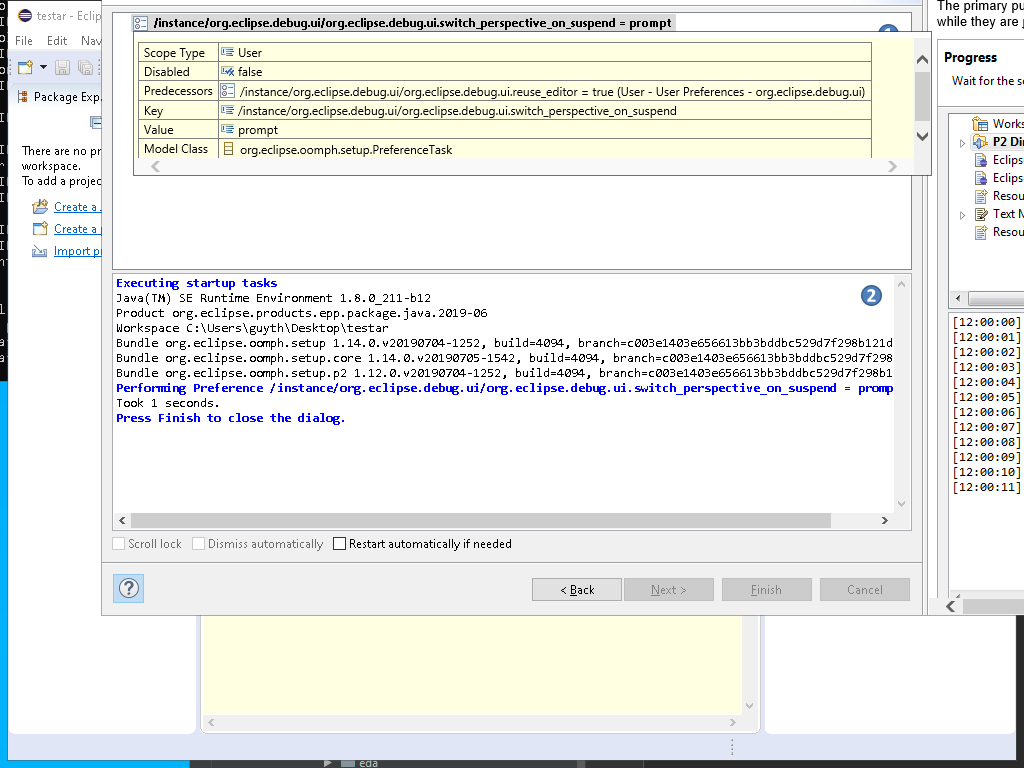 testar - Eclip
File Edit Nav
Package Exp
There are no pr
workspace.
To add a projec
Create a
Create a
Import p
/instance/org.eclipse.debug.ui/org.eclipse.debug.ui.switch_perspective_on_suspend = prompt
Scope Type User
Disabled false
Predecessors /instance/org.eclipse.debug.ui/org.eclipse.debug.ui.reuse_editor = true (User - User Preferences - org.eclipse.debug.ui)
Key /instance/org.eclipse.debug.ui/org.eclipse.debug.ui.switch_perspective_on_suspend
Value prompt
Model Class org.eclipse.oomph.setup.PreferenceTask
2
Executing startup tasks
Java(TM) SE Runtime Environment 1.8.0_211-b12
Product org.eclipse.products.epp.package.java.2019-06
Workspace C:\Users\guyth\Desktop\testar
Bundle org.eclipse.oomph.setup 1.14.0.v20190704-1252, build=4094, branch=c003e1403e656613bb3bddbc529d7f298b121d
Bundle org.eclipse.oomph.setup.core 1.14.0.v20190705-1542, build=4094, branch=c003e1403e656613bb3bddbc529d7f298
Bundle org.eclipse.oomph.setup.p2 1.12.0.v20190704-1252, build=4094, branch=c003e1403e656613bb3bddbc529d7f298b1
Performing Preference /instance/org.eclipse.debug.ui/org.eclipse.debug.ui.switch_perspective_on_suspend = promp
Took 1 seconds.
Press Finish to close the dialog.
Scroll lock Dismiss automatically Restart automatically if needed
? < Back Next > Finish Cancel
The primary pu
while they are
Progress
Wait for the s
Works
P2 Dir
Eclips
Eclips
Resou
Text M
Resou
[12:00:00]
[12:00:01]
[12:00:02]
[12:00:03]
[12:00:04]
[12:00:05]
[12:00:06]
[12:00:07]
[12:00:08]
[12:00:09]
[12:00:10]
[12:00:11]
eda